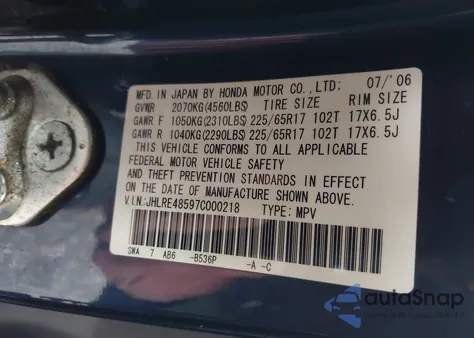 MFD. IN JAPAN BY HONDA MOTOR CO., LTD: 07/'06
GVWR 2070KG(4560LBS) TIRE SIZE RIM SIZE
GAWR F 1050KG(2310LBS) 225/65R17 102T 17X6.5J
GAWR R 1040KG(2290LBS) 225/65R17 102T 17X6.5J
THIS VEHICLE CONFORMS TO ALL APPLICABLE
FEDERAL MOTOR VEHICLE SAFETY
AND THEFT PREVENTION STANDARDS IN EFFECT
ON THE DATE OF MANUFACTURE SHOWN ABOVE.
V.I.N.:JHLRE48597C000218 TYPE: MPV
SWA 7 AB6 -B536P -A -C
autoSnap